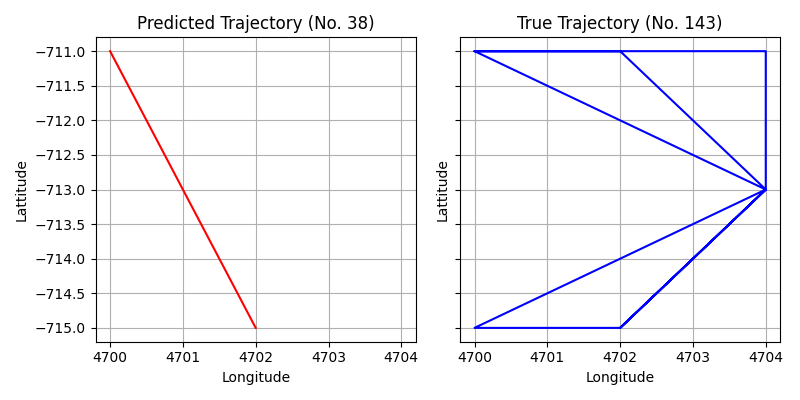 Predicted Trajectory (No. 38)
True Trajectory (No. 143)
−711.0
−711.5
−712.0
−712.5
−713.0
−713.5
−714.0
−714.5
−715.0
Lattitude
Lattitude
4700 4701 4702 4703 4704
4700 4701 4702 4703 4704
Longitude
Longitude